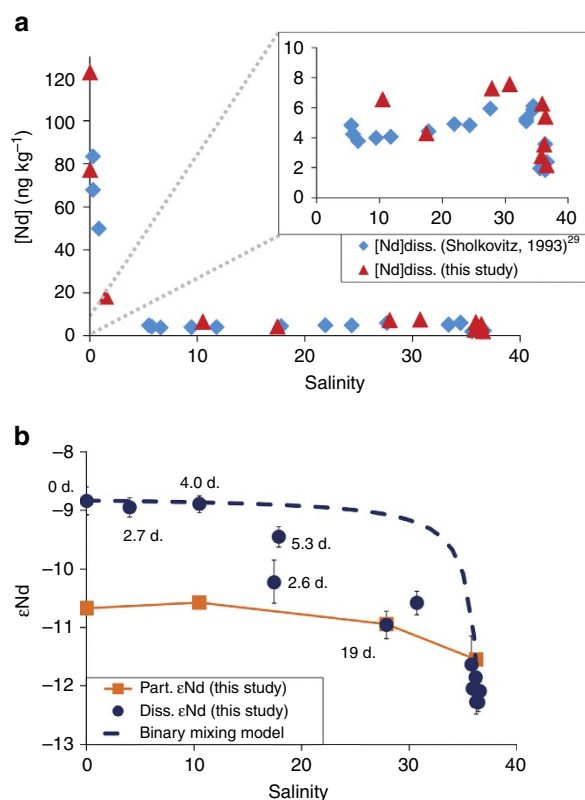 a
[Nd] (ng kg⁻¹)
120
100
80
60
40
20
0
0
10
20
30
40
Salinity
10
8
6
4
2
0
0
10
20
30
40
[Nd]diss. (Sholkovitz, 1993)²⁹
[Nd]diss. (this study)
b
εNd
−8
−9
−10
−11
−12
−13
0 d.
2.7 d.
4.0 d.
5.3 d.
2.6 d.
19 d.
Part. εNd (this study)
Diss. εNd (this study)
Binary mixing model
0
10
20
30
40
Salinity